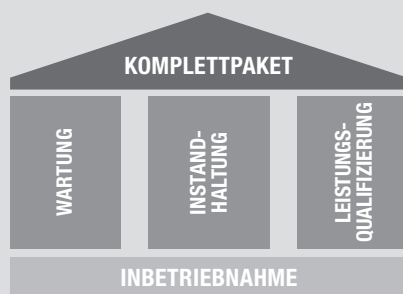 KOMPLETTPAKET
WARTUNG
INSTAND-
HALTUNG
LEISTUNGS-
QUALIFIZIERUNG
INBETRIEBNAHME